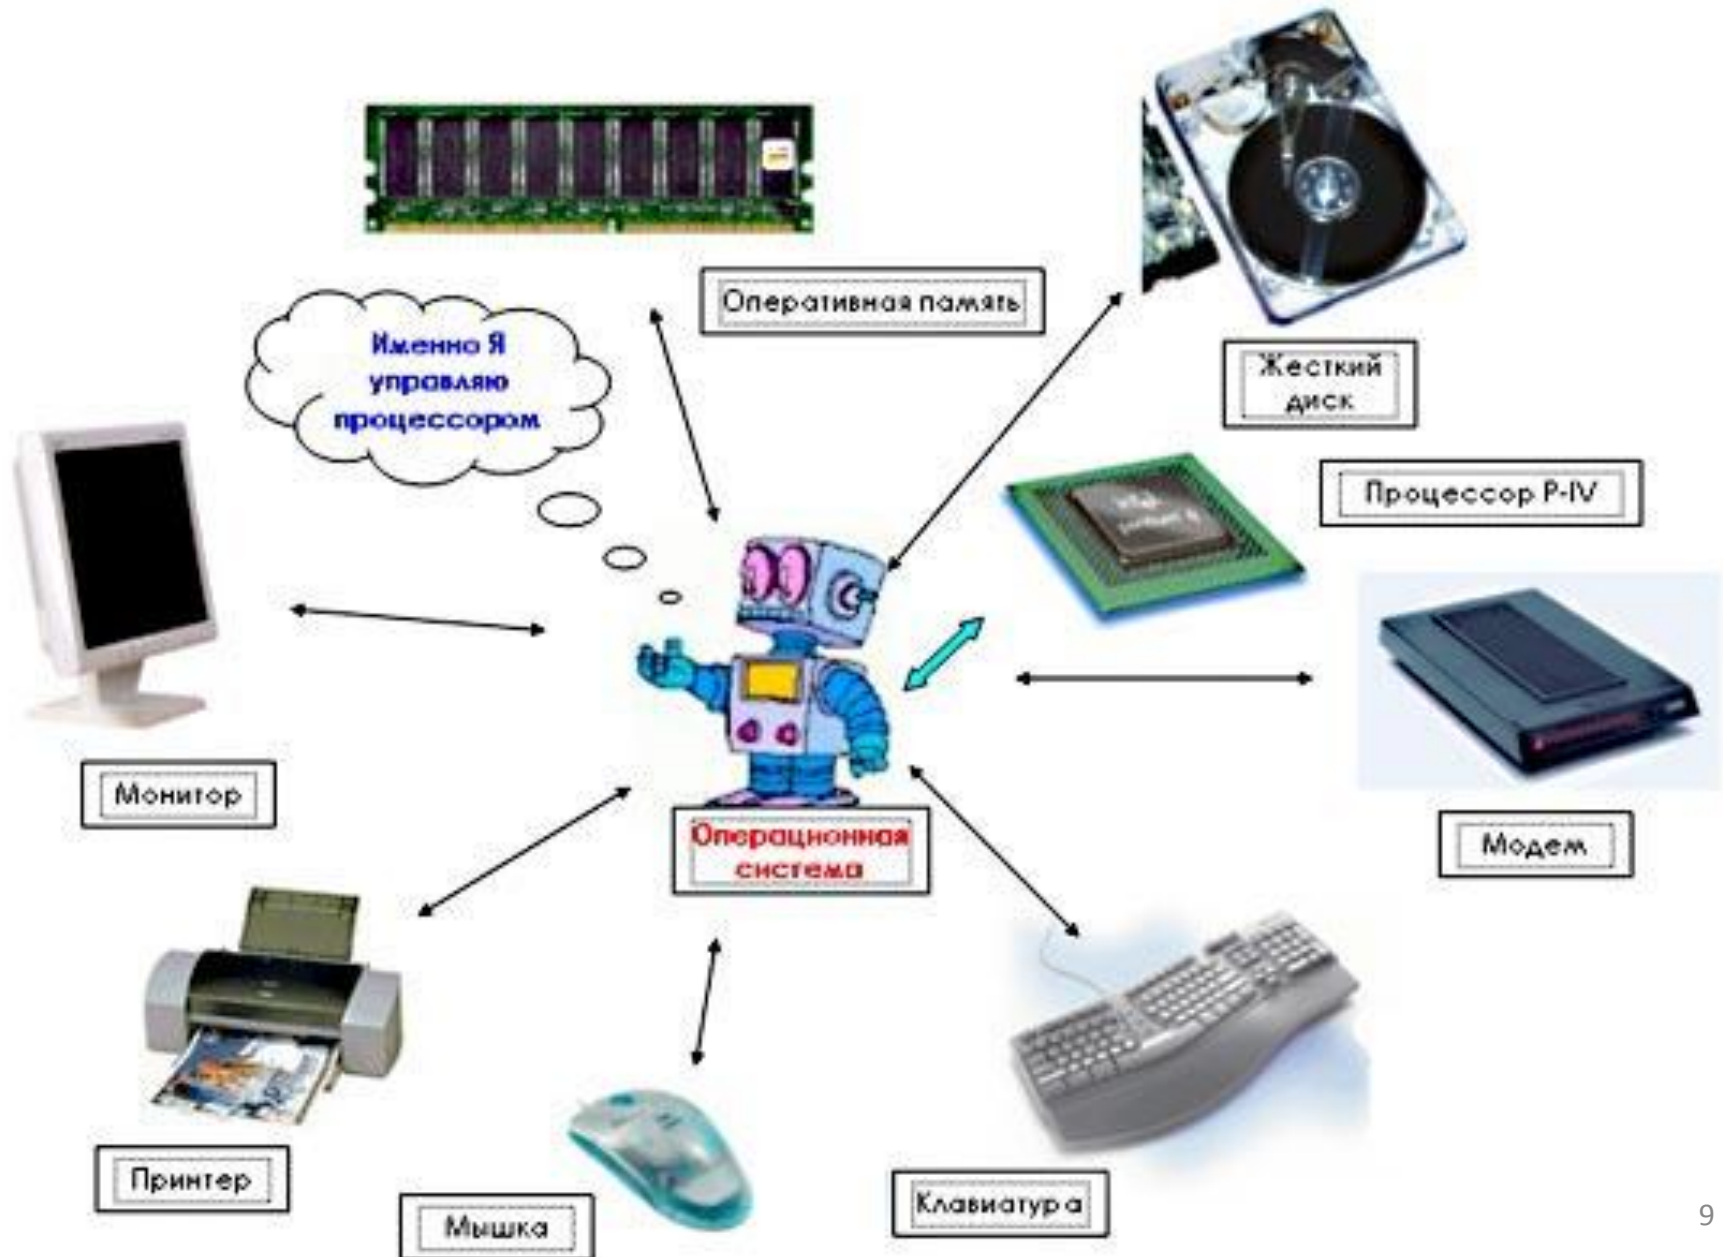 Оперативная память
Жесткий
диск
Именно Я
управляю
процессором
Процессор P-IV
Монитор
Операционная
система
Модем
Принтер
Мышка
Клавиатура
9